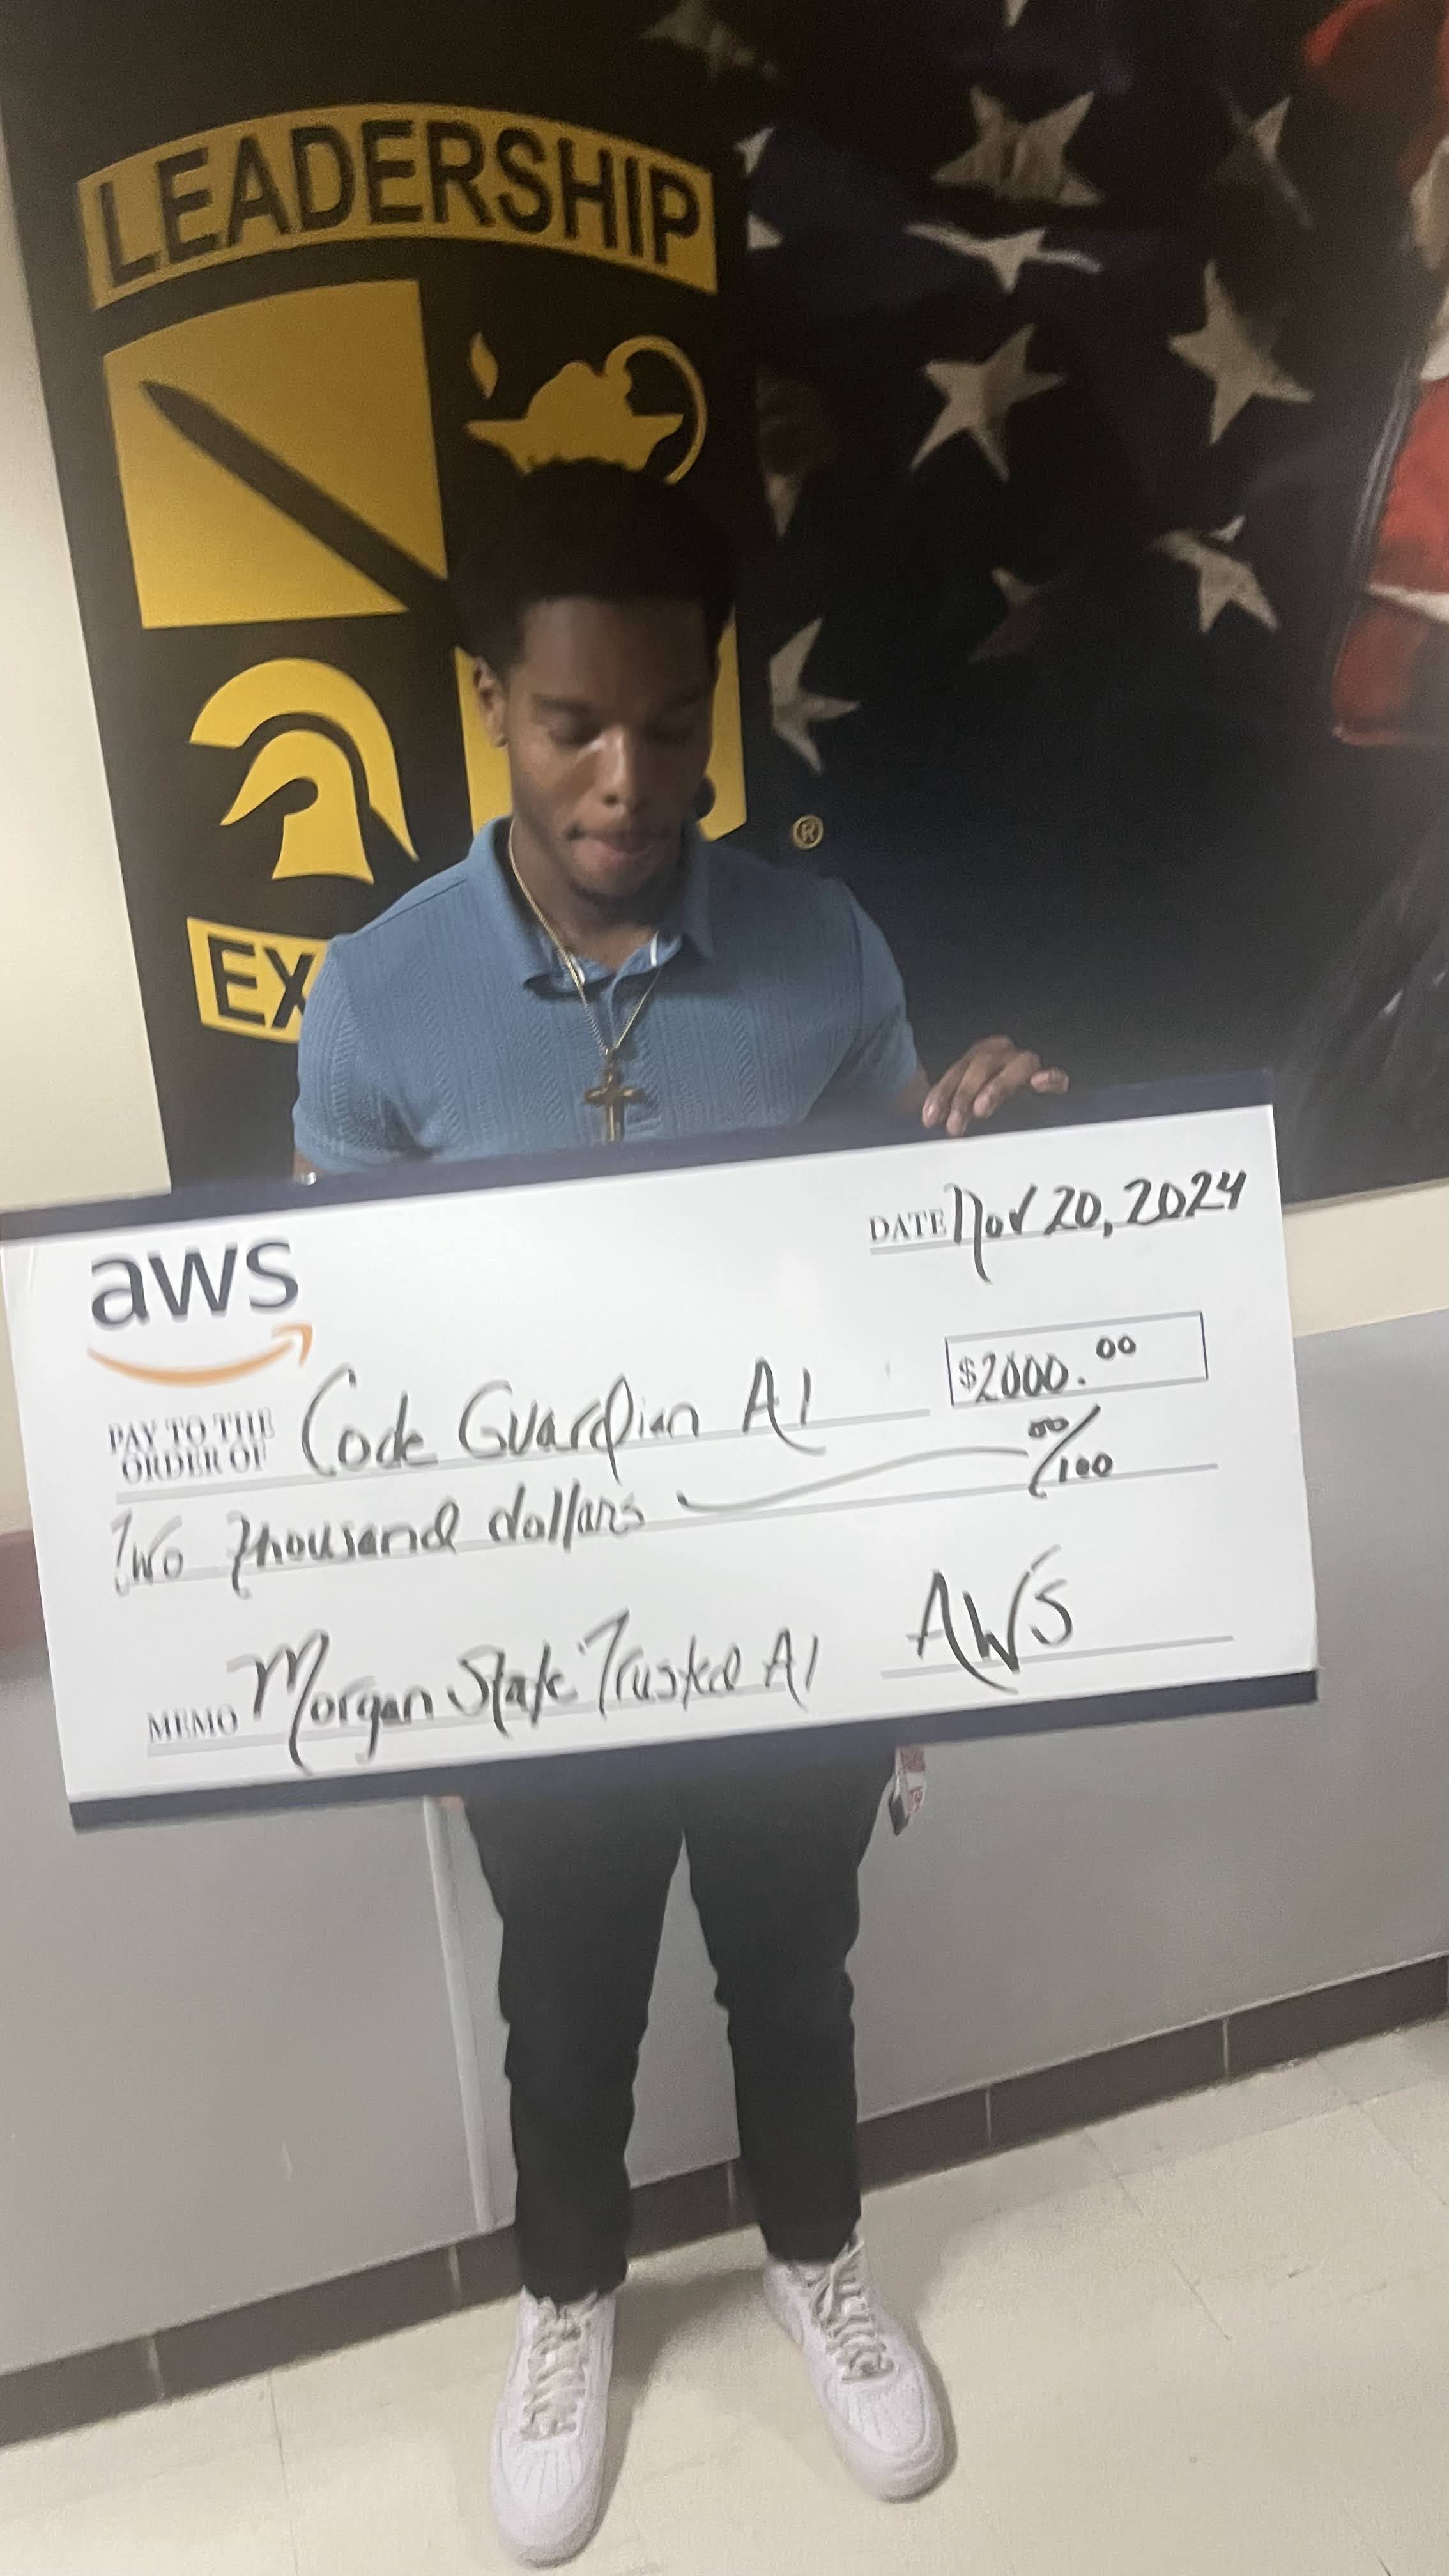 LEADERSHIP
EX
®
aws
DATE Nov 20, 2024
PAY TO THE
ORDER OF Code Guardian AI $2000.00
Two Thousand dollars 00/100
MEMO Morgan State Trusted AI AWS